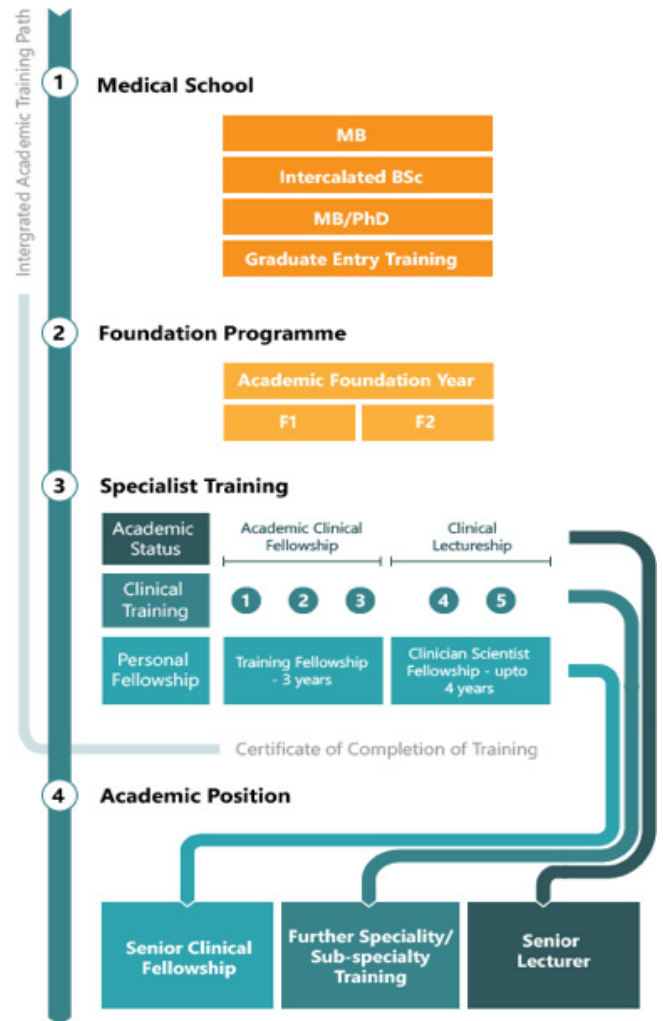 Intergrated Academic Training Path
1
Medical School
MB
Intercalated BSc
MB/PhD
Graduate Entry Training
2
Foundation Programme
Academic Foundation Year
F1
F2
3
Specialist Training
Academic
Status
Academic Clinical
Fellowship
Clinical
Lectureship
Clinical
Training
1
2
3
4
5
Personal
Fellowship
Training Fellowship
- 3 years
Clinician Scientist
Fellowship - upto
4 years
Certificate of Completion of Training
4
Academic Position
Senior Clinical
Fellowship
Further Speciality/
Sub-specialty
Training
Senior
Lecturer